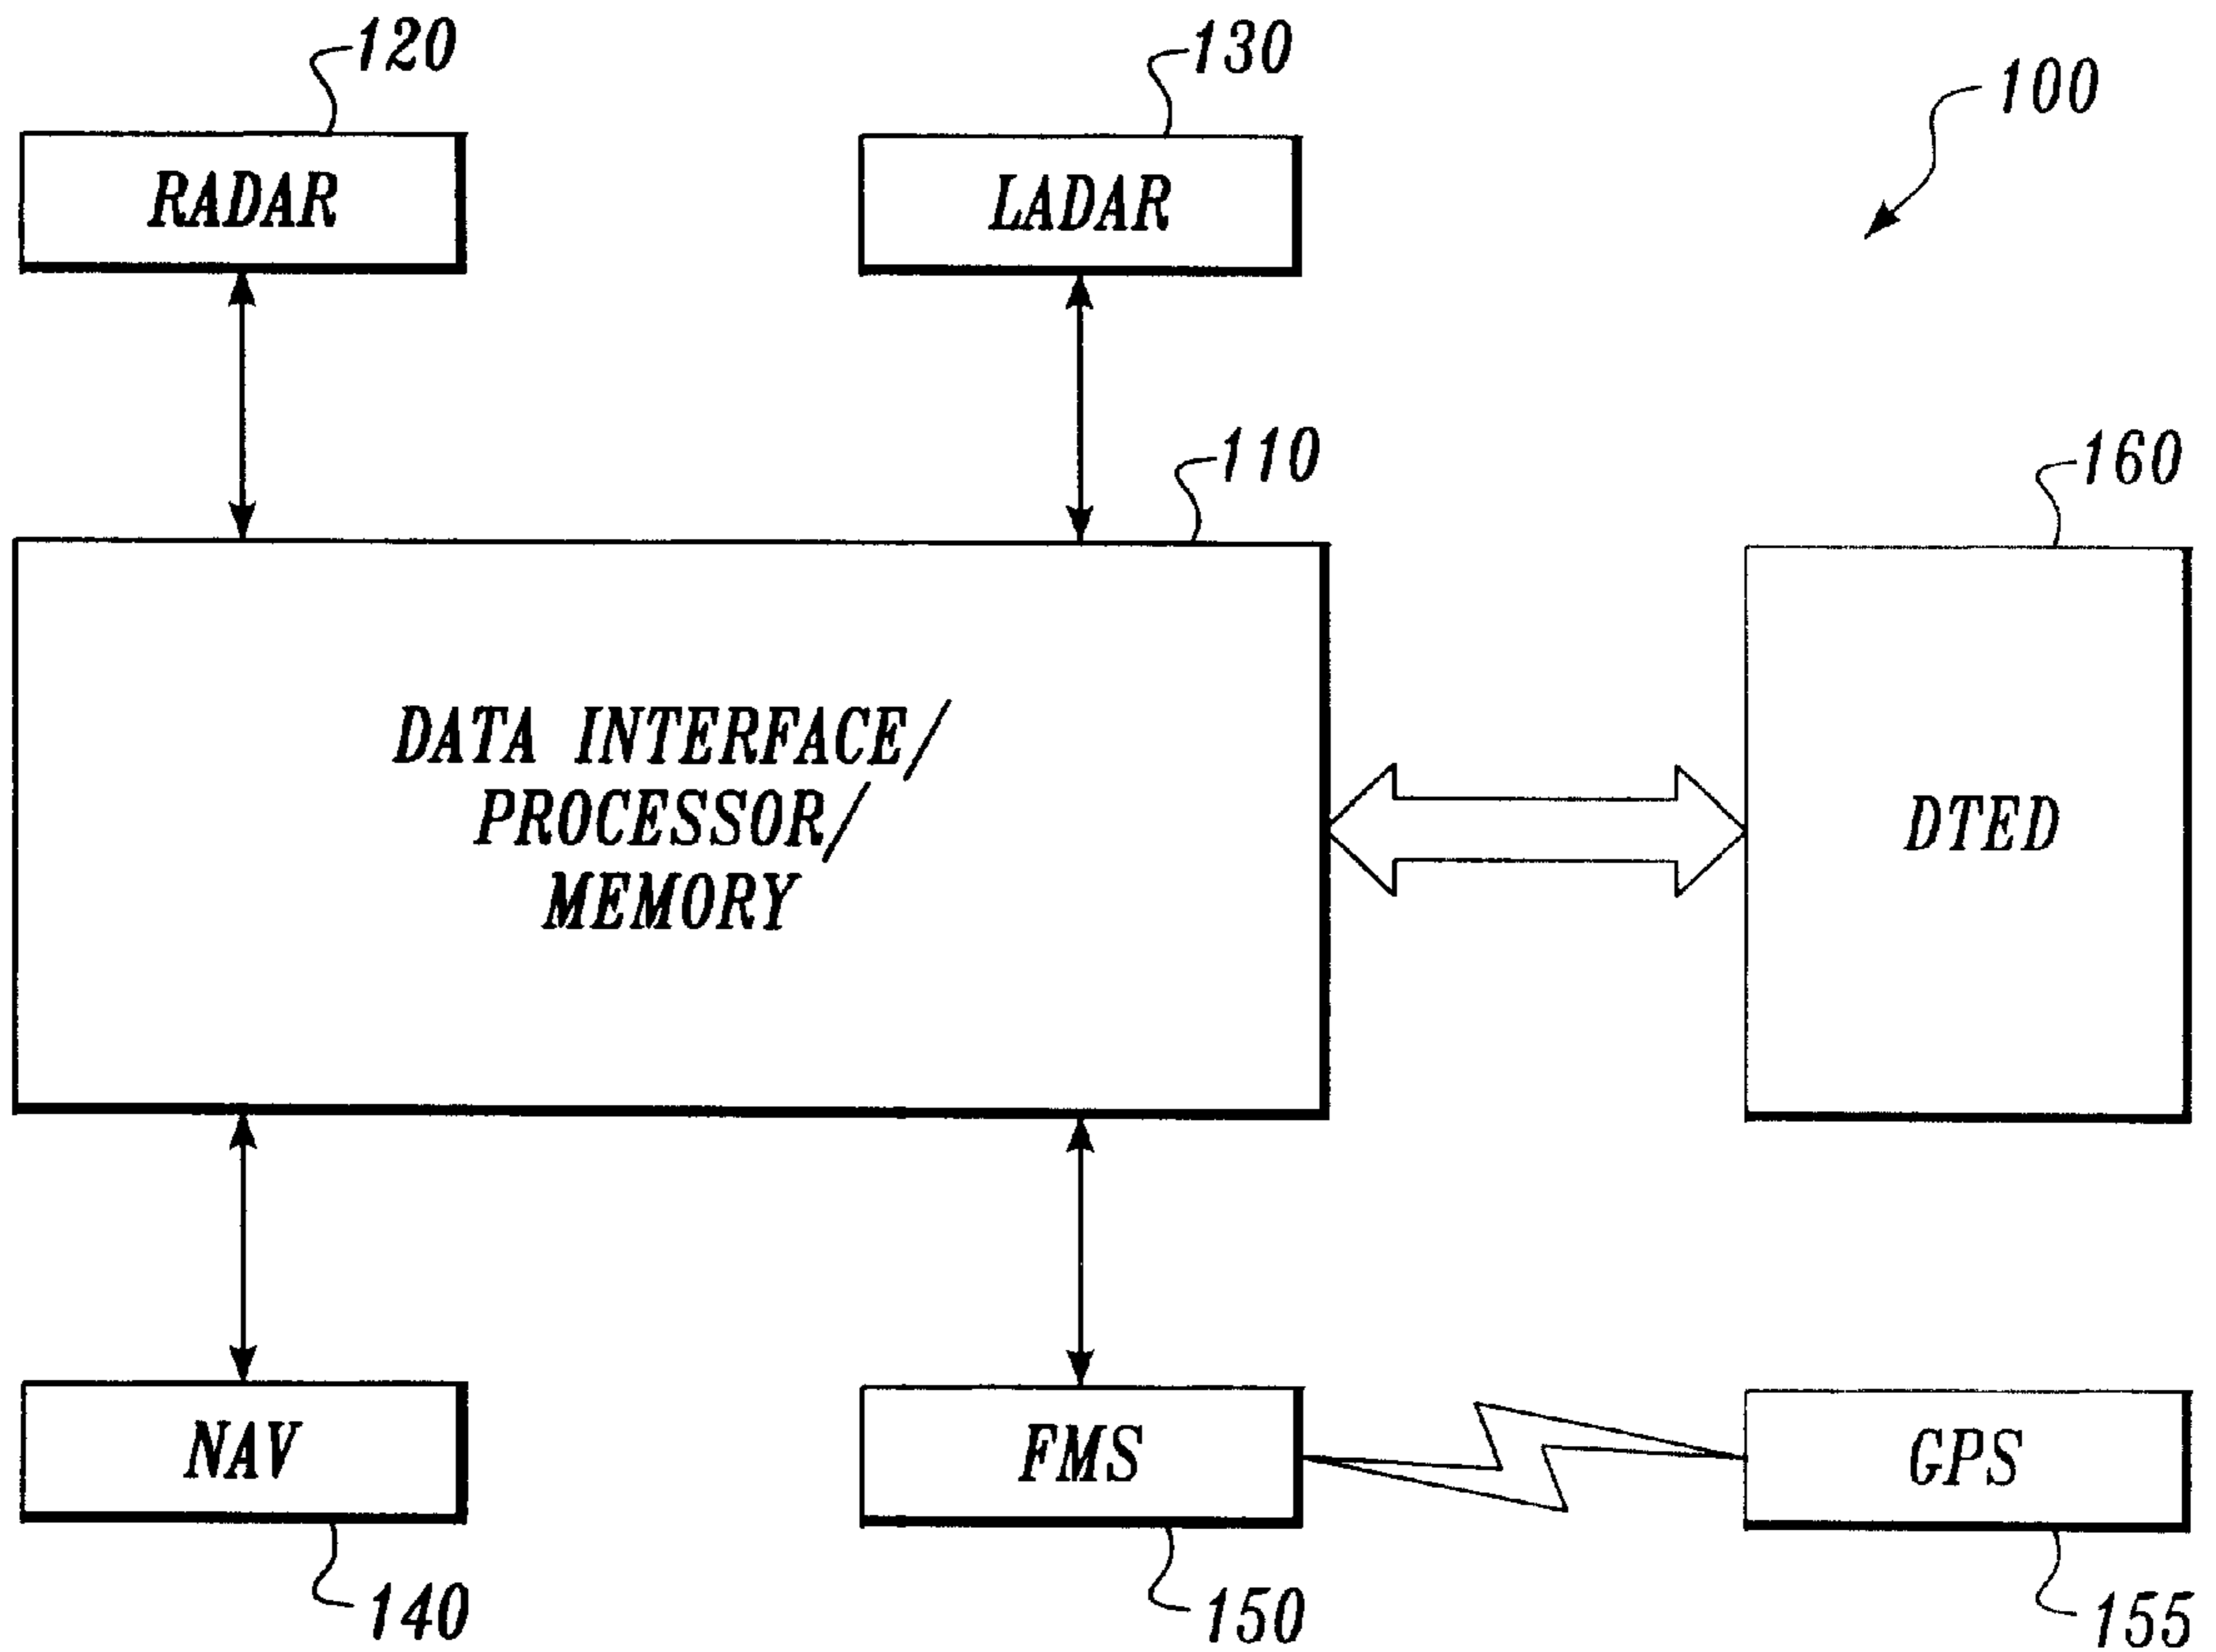 120
130
100
RADAR
LADAR
110
160
DATA INTERFACE/
PROCESSOR/
MEMORY
DTED
NAV
FMS
GPS
140
150
155